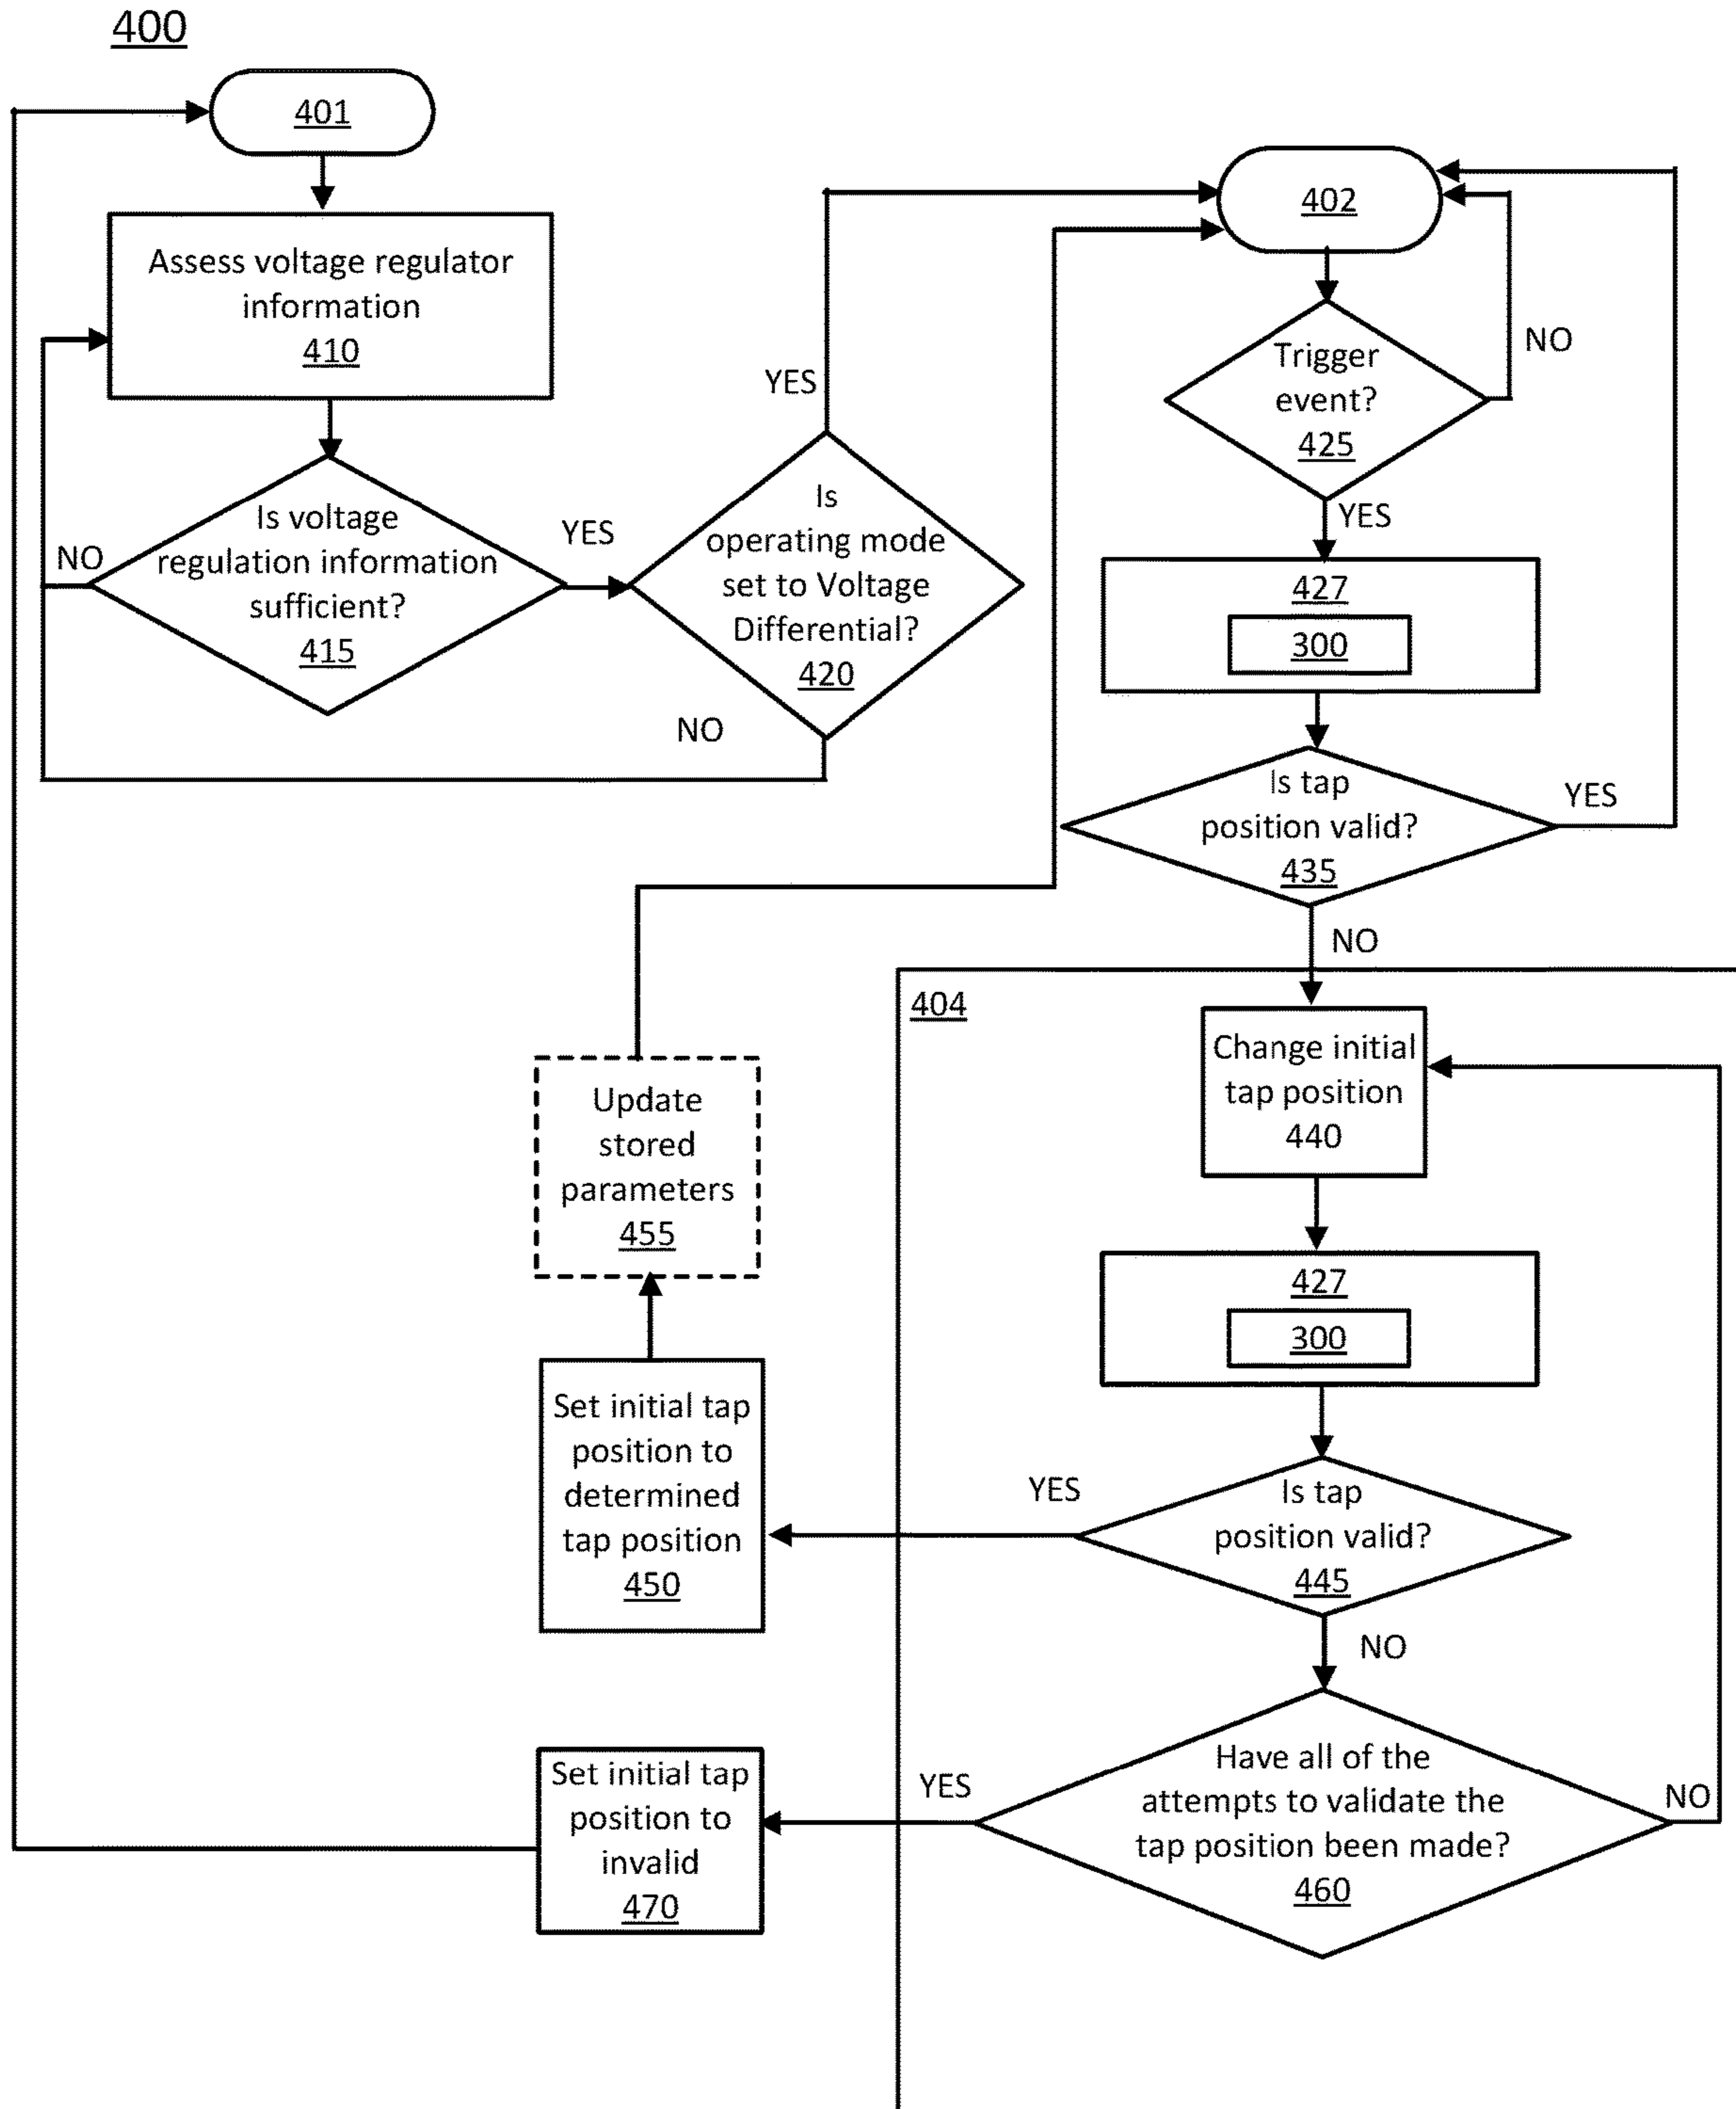 400
401
Assess voltage regulator
information
410
Is voltage
regulation information
sufficient?
415
NO
YES
Is
operating mode
set to Voltage
Differential?
420
YES
NO
402
Trigger
event?
425
NO
YES
427
300
Is tap
position valid?
435
YES
NO
404
Change initial
tap position
440
427
300
Is tap
position valid?
445
YES
NO
Set initial tap
position to
determined
tap position
450
Update
stored
parameters
455
Have all of the
attempts to validate the
tap position been made?
460
YES
NO
Set initial tap
position to
invalid
470